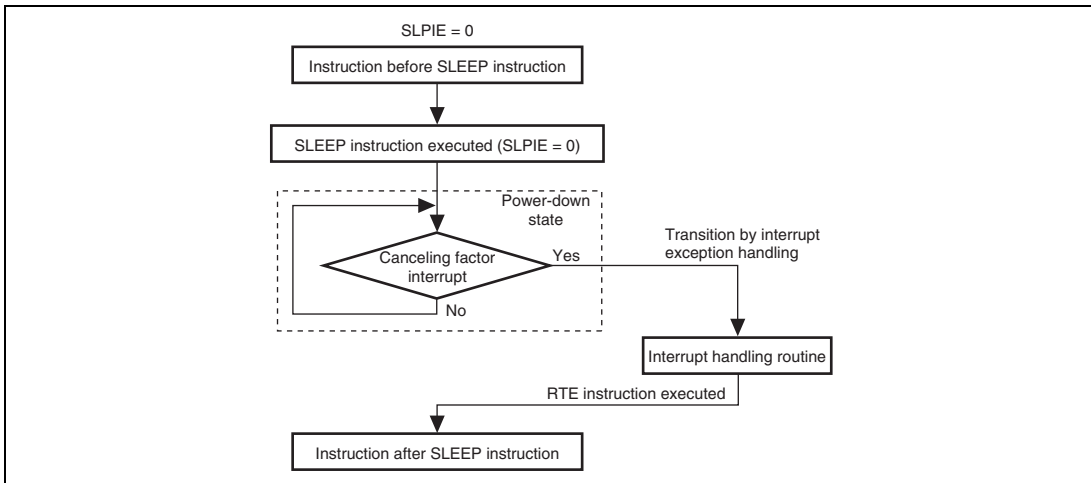 SLPIE = 0
Instruction before SLEEP instruction
SLEEP instruction executed (SLPIE = 0)
Power-down
state
Canceling factor
interrupt
Yes
No
Transition by interrupt
exception handling
Interrupt handling routine
RTE instruction executed
Instruction after SLEEP instruction